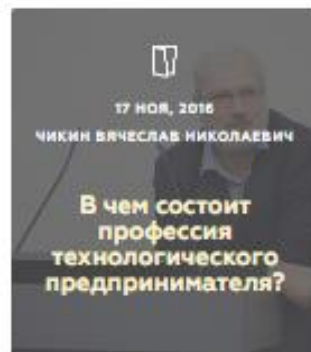 17 НОЯ, 2016
ЧИКИН ВЯЧЕСЛАВ НИКОЛАЕВИЧ
В чем состоит
профессия
технологического
предпринимателя?